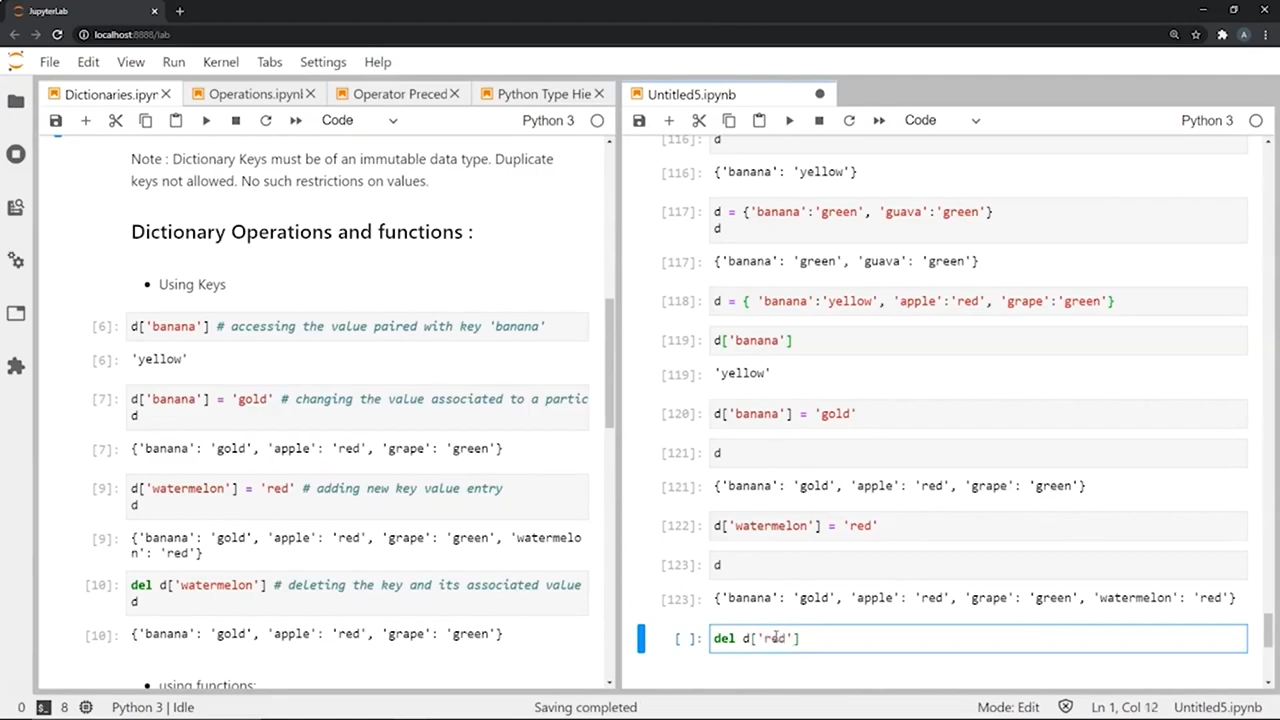 JupyterLab
localhost:8888/lab
File Edit View Run Kernel Tabs Settings Help
Dictionaries.ipyn Operations.ipynl Operator Preced Python Type Hie
Untitled5.ipynb
Code Python 3
Code Python 3
Note : Dictionary Keys must be of an immutable data type. Duplicate
keys not allowed. No such restrictions on values.
Dictionary Operations and functions :
• Using Keys
[6]: d['banana'] # accessing the value paired with key 'banana'
[6]: 'yellow'
[7]: d['banana'] = 'gold' # changing the value associated to a partic
d
[7]: {'banana': 'gold', 'apple': 'red', 'grape': 'green'}
[9]: d['watermelon'] = 'red' # adding new key value entry
d
[9]: {'banana': 'gold', 'apple': 'red', 'grape': 'green', 'watermelo
n': 'red'}
[10]: del d['watermelon'] # deleting the key and its associated value
d
[10]: {'banana': 'gold', 'apple': 'red', 'grape': 'green'}
• using functions:
[116]: d
[116]: {'banana': 'yellow'}
[117]: d = {'banana':'green', 'guava':'green'}
d
[117]: {'banana': 'green', 'guava': 'green'}
[118]: d = { 'banana':'yellow', 'apple':'red', 'grape':'green'}
[119]: d['banana']
[119]: 'yellow'
[120]: d['banana'] = 'gold'
[121]: d
[121]: {'banana': 'gold', 'apple': 'red', 'grape': 'green'}
[122]: d['watermelon'] = 'red'
[123]: d
[123]: {'banana': 'gold', 'apple': 'red', 'grape': 'green', 'watermelon': 'red'}
[ ]: del d['red']
0 8 Python 3 | Idle Saving completed Mode: Edit Ln 1, Col 12 Untitled5.ipynb